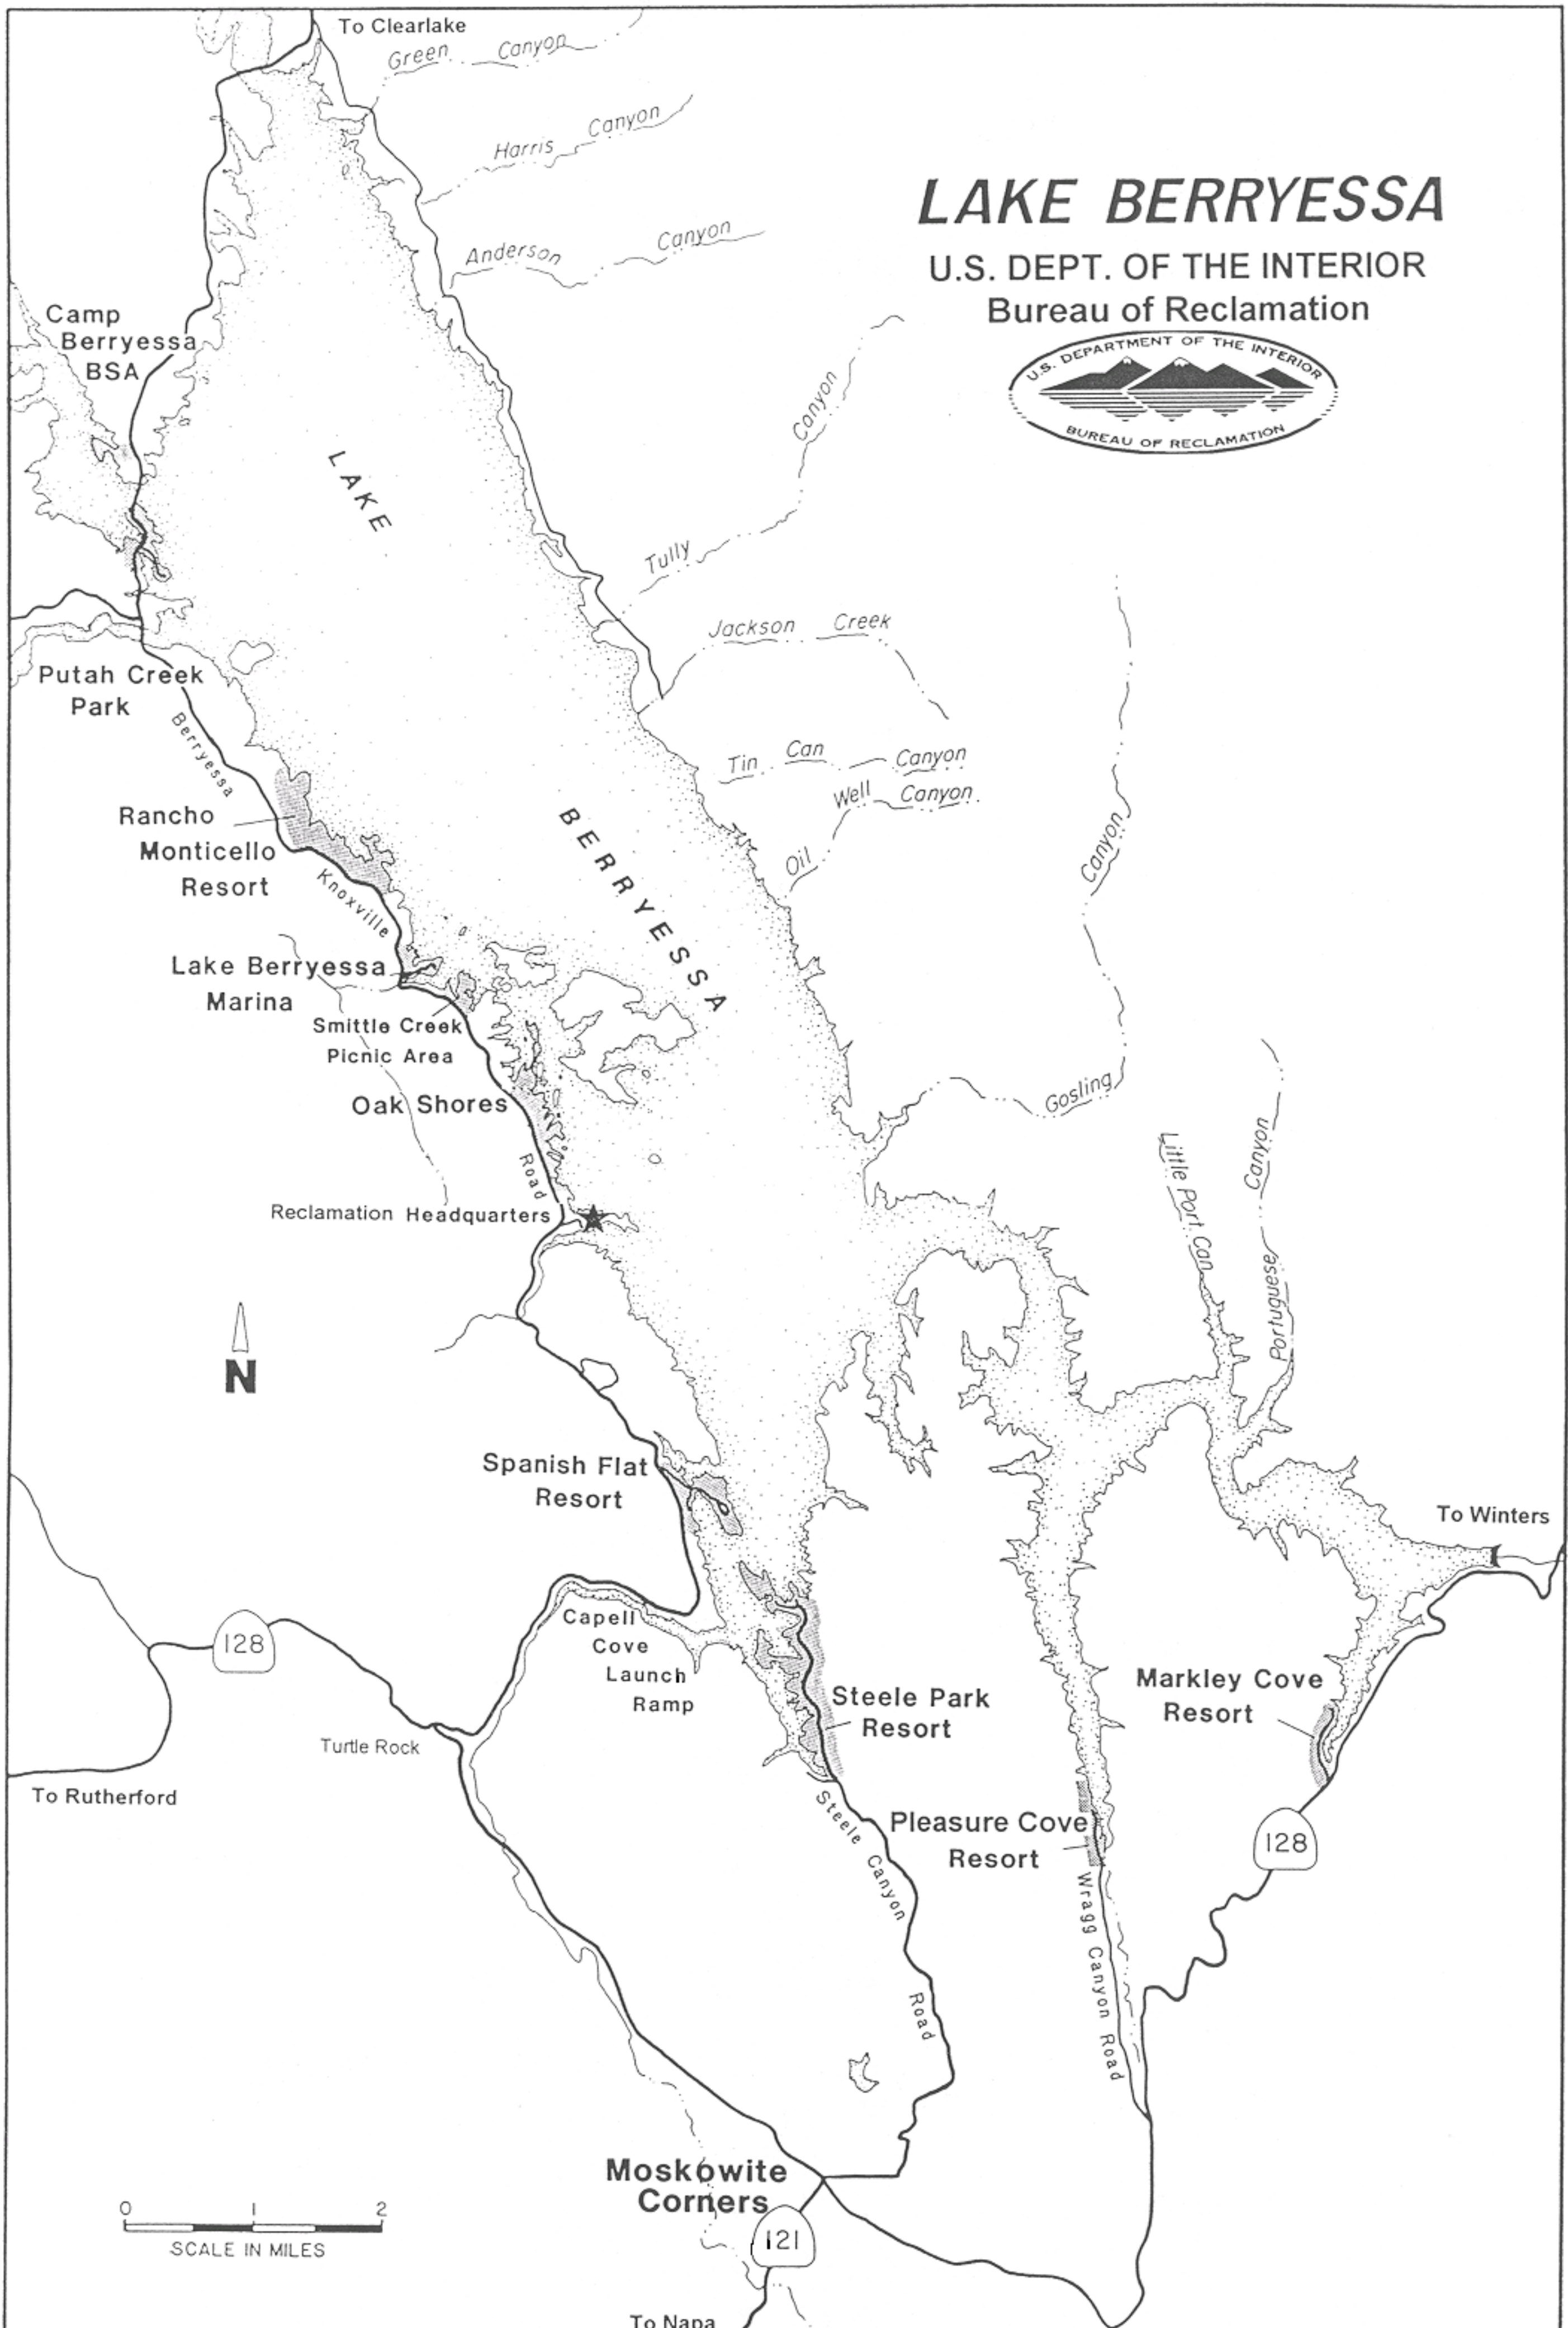 To Clearlake
Green Canyon
Harris Canyon
Anderson Canyon
LAKE BERRYESSA
U.S. DEPT. OF THE INTERIOR
Bureau of Reclamation
U.S. DEPARTMENT OF THE INTERIOR
BUREAU OF RECLAMATION
Camp
Berryessa
BSA
Tully Canyon
LAKE
BERRYESSA
Jackson Creek
Putah Creek
Park
Tin Can Canyon
Oil Well Canyon
Berryessa Knoxville Road
Rancho
Monticello
Resort
Lake Berryessa
Marina
Smittle Creek
Picnic Area
Oak Shores
Gosling Canyon
Little Port. Can.
Portuguese Canyon
Reclamation Headquarters
N
Spanish Flat
Resort
To Winters
Capell
Cove
Launch
Ramp
128
Turtle Rock
To Rutherford
Steele Park
Resort
Markley Cove
Resort
Pleasure Cove
Resort
128
Steele Canyon Road
Wragg Canyon Road
Moskowite
Corners
121
To Napa
0 1 2
SCALE IN MILES